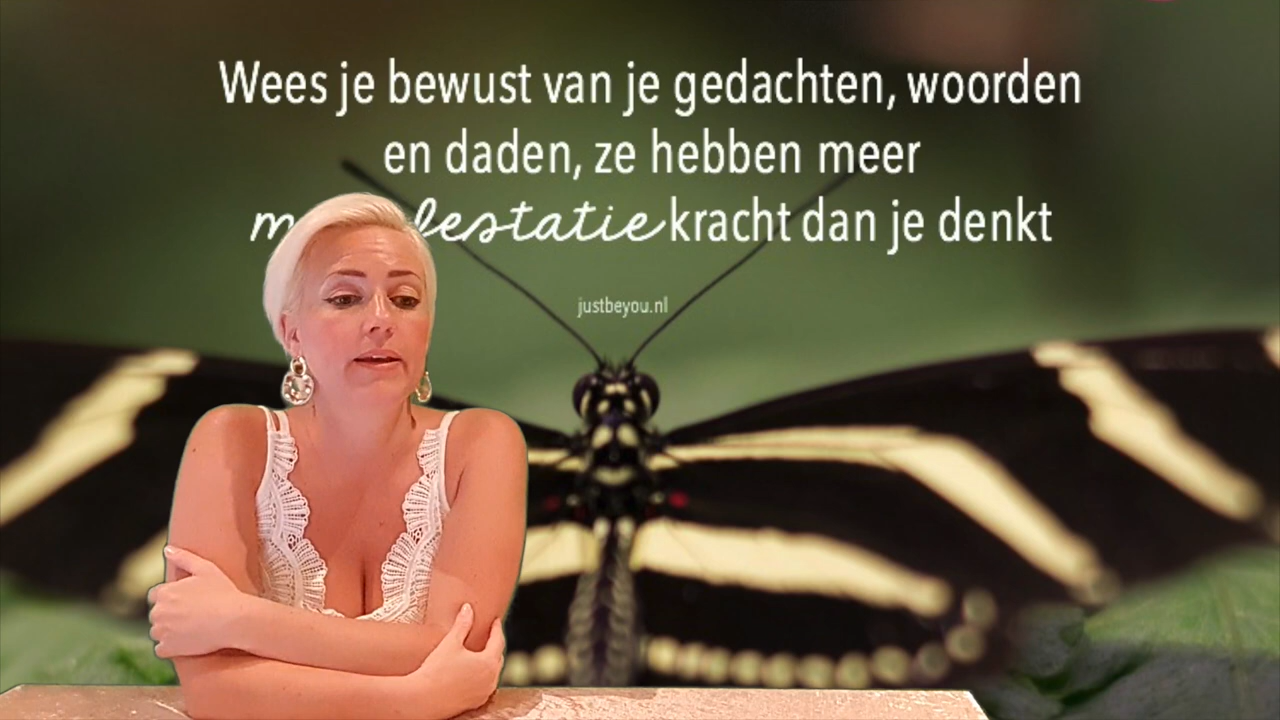 Wees je bewust van je gedachten, woorden
en daden, ze hebben meer
kracht dan je denkt
justbeyou.nl